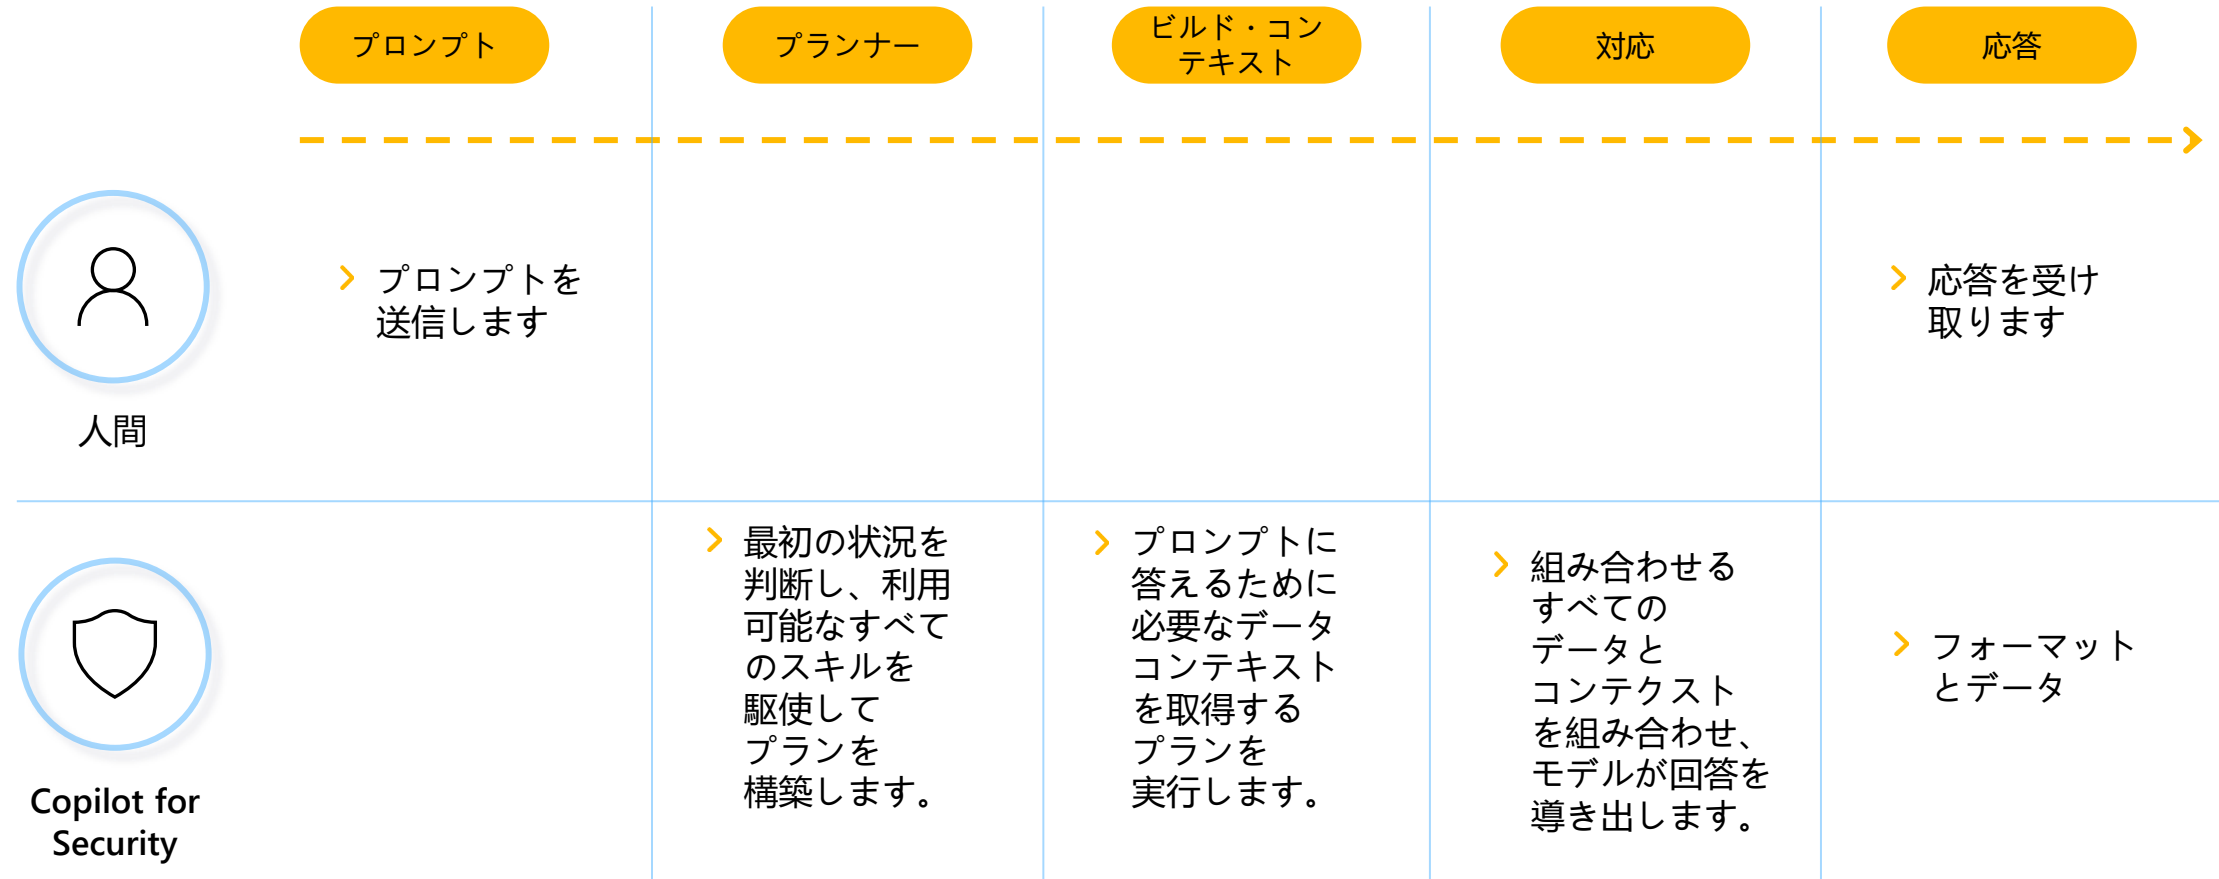 プロンプト
プランナー
ビルド・コン
テキスト
対応
応答
プロンプトを
送信します
応答を受け
取ります
人間
最初の状況を
判断し、利用
可能なすべて
のスキルを
駆使して
プランを
構築します。
プロンプトに
答えるために
必要なデータ
コンテキスト
を取得する
プランを
実行します。
組み合わせる
すべての
データと
コンテクスト
を組み合わせ、
モデルが回答を
導き出します。
フォーマット
とデータ
Copilot for
Security